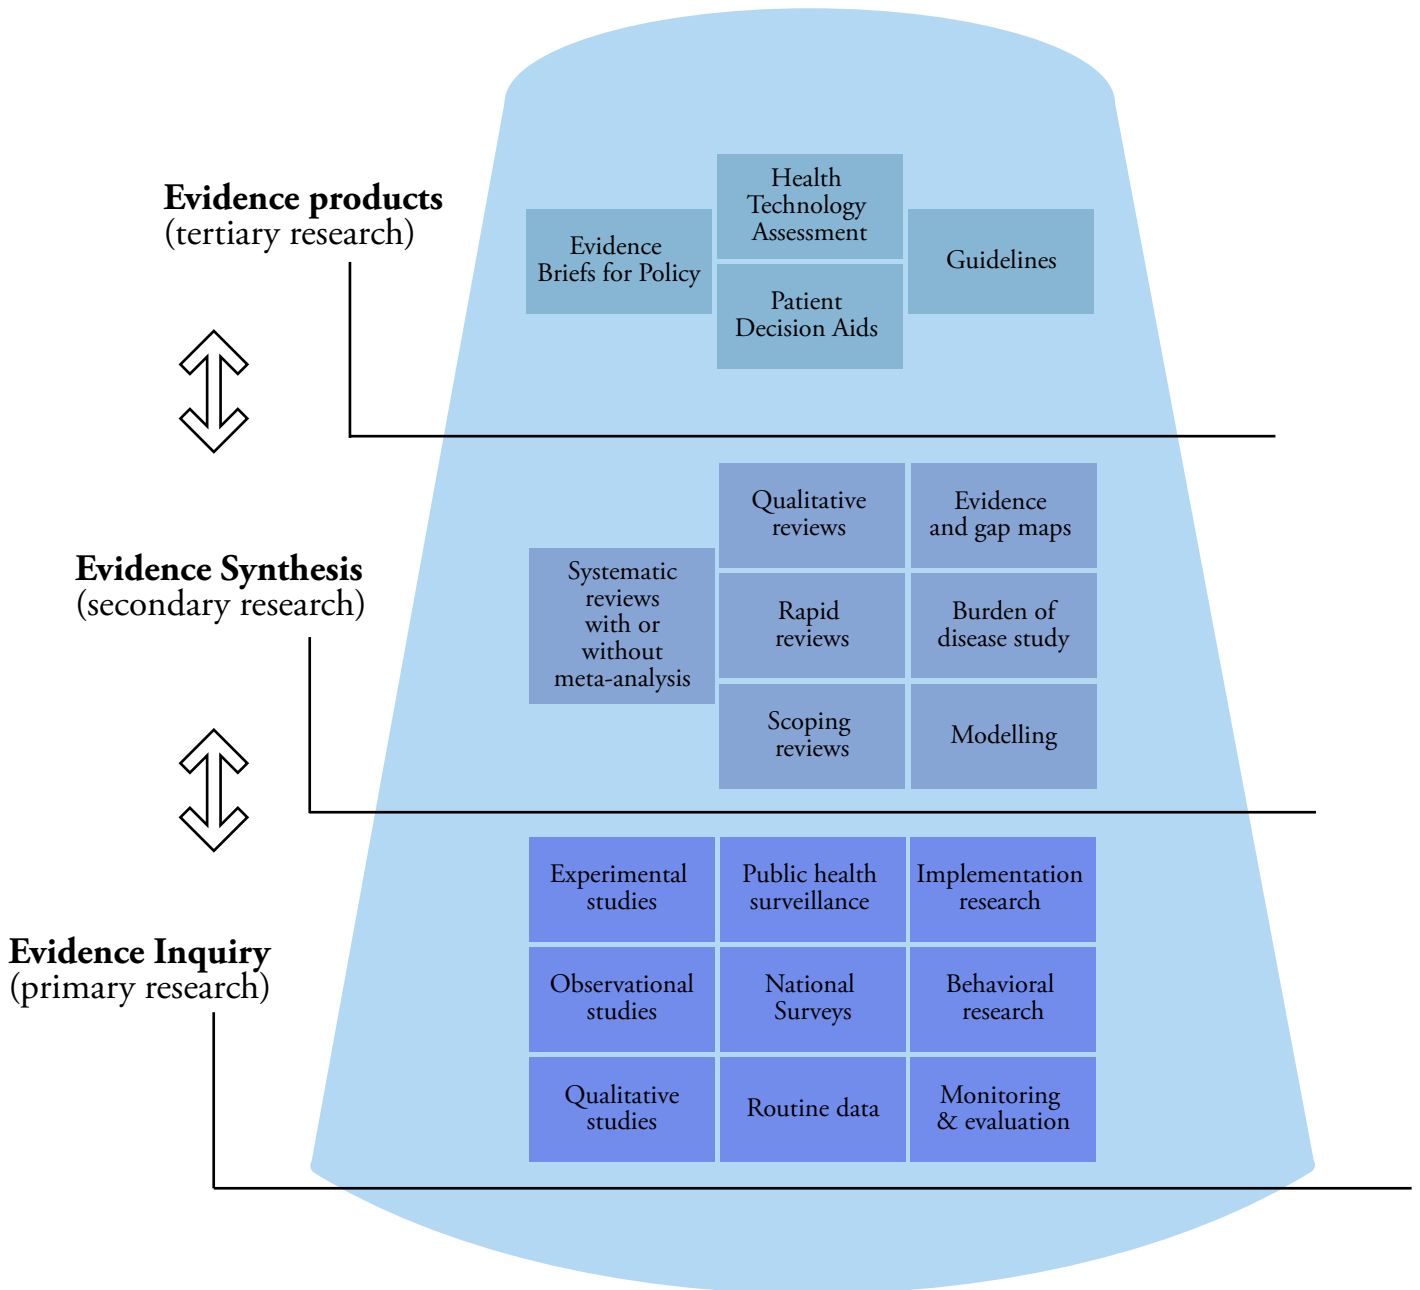 Evidence products
(tertiary research)
Evidence
Briefs for Policy
Health
Technology
Assessment
Patient
Decision Aids
Guidelines
Evidence Synthesis
(secondary research)
Systematic
reviews
with or
without
meta-analysis
Qualitative
reviews
Evidence
and gap maps
Rapid
reviews
Burden of
disease study
Scoping
reviews
Modelling
Evidence Inquiry
(primary research)
Experimental
studies
Public health
surveillance
Implementation
research
Observational
studies
National
Surveys
Behavioral
research
Qualitative
studies
Routine data
Monitoring
& evaluation